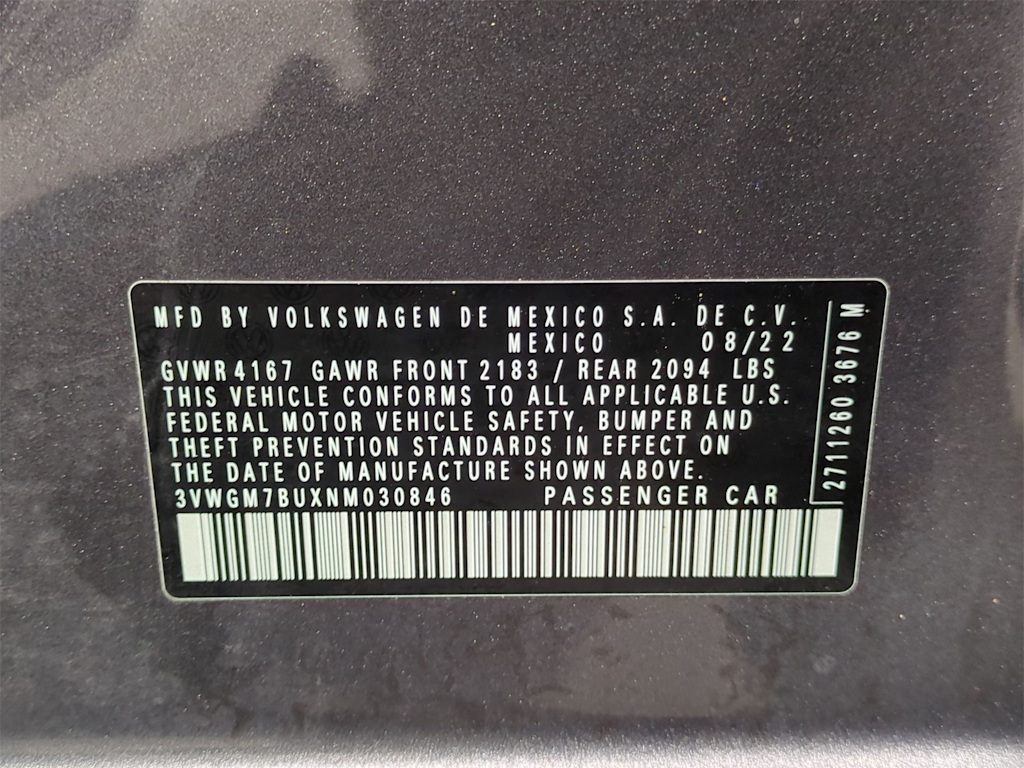 MFD BY VOLKSWAGEN DE MEXICO S.A. DE C.V.
MEXICO 08/22
GVWR 4167 GAWR FRONT 2183 / REAR 2094 LBS
THIS VEHICLE CONFORMS TO ALL APPLICABLE U.S.
FEDERAL MOTOR VEHICLE SAFETY, BUMPER AND
THEFT PREVENTION STANDARDS IN EFFECT ON
THE DATE OF MANUFACTURE SHOWN ABOVE.
3VWGM7BUXNM030846 PASSENGER CAR
2711260 3676 M